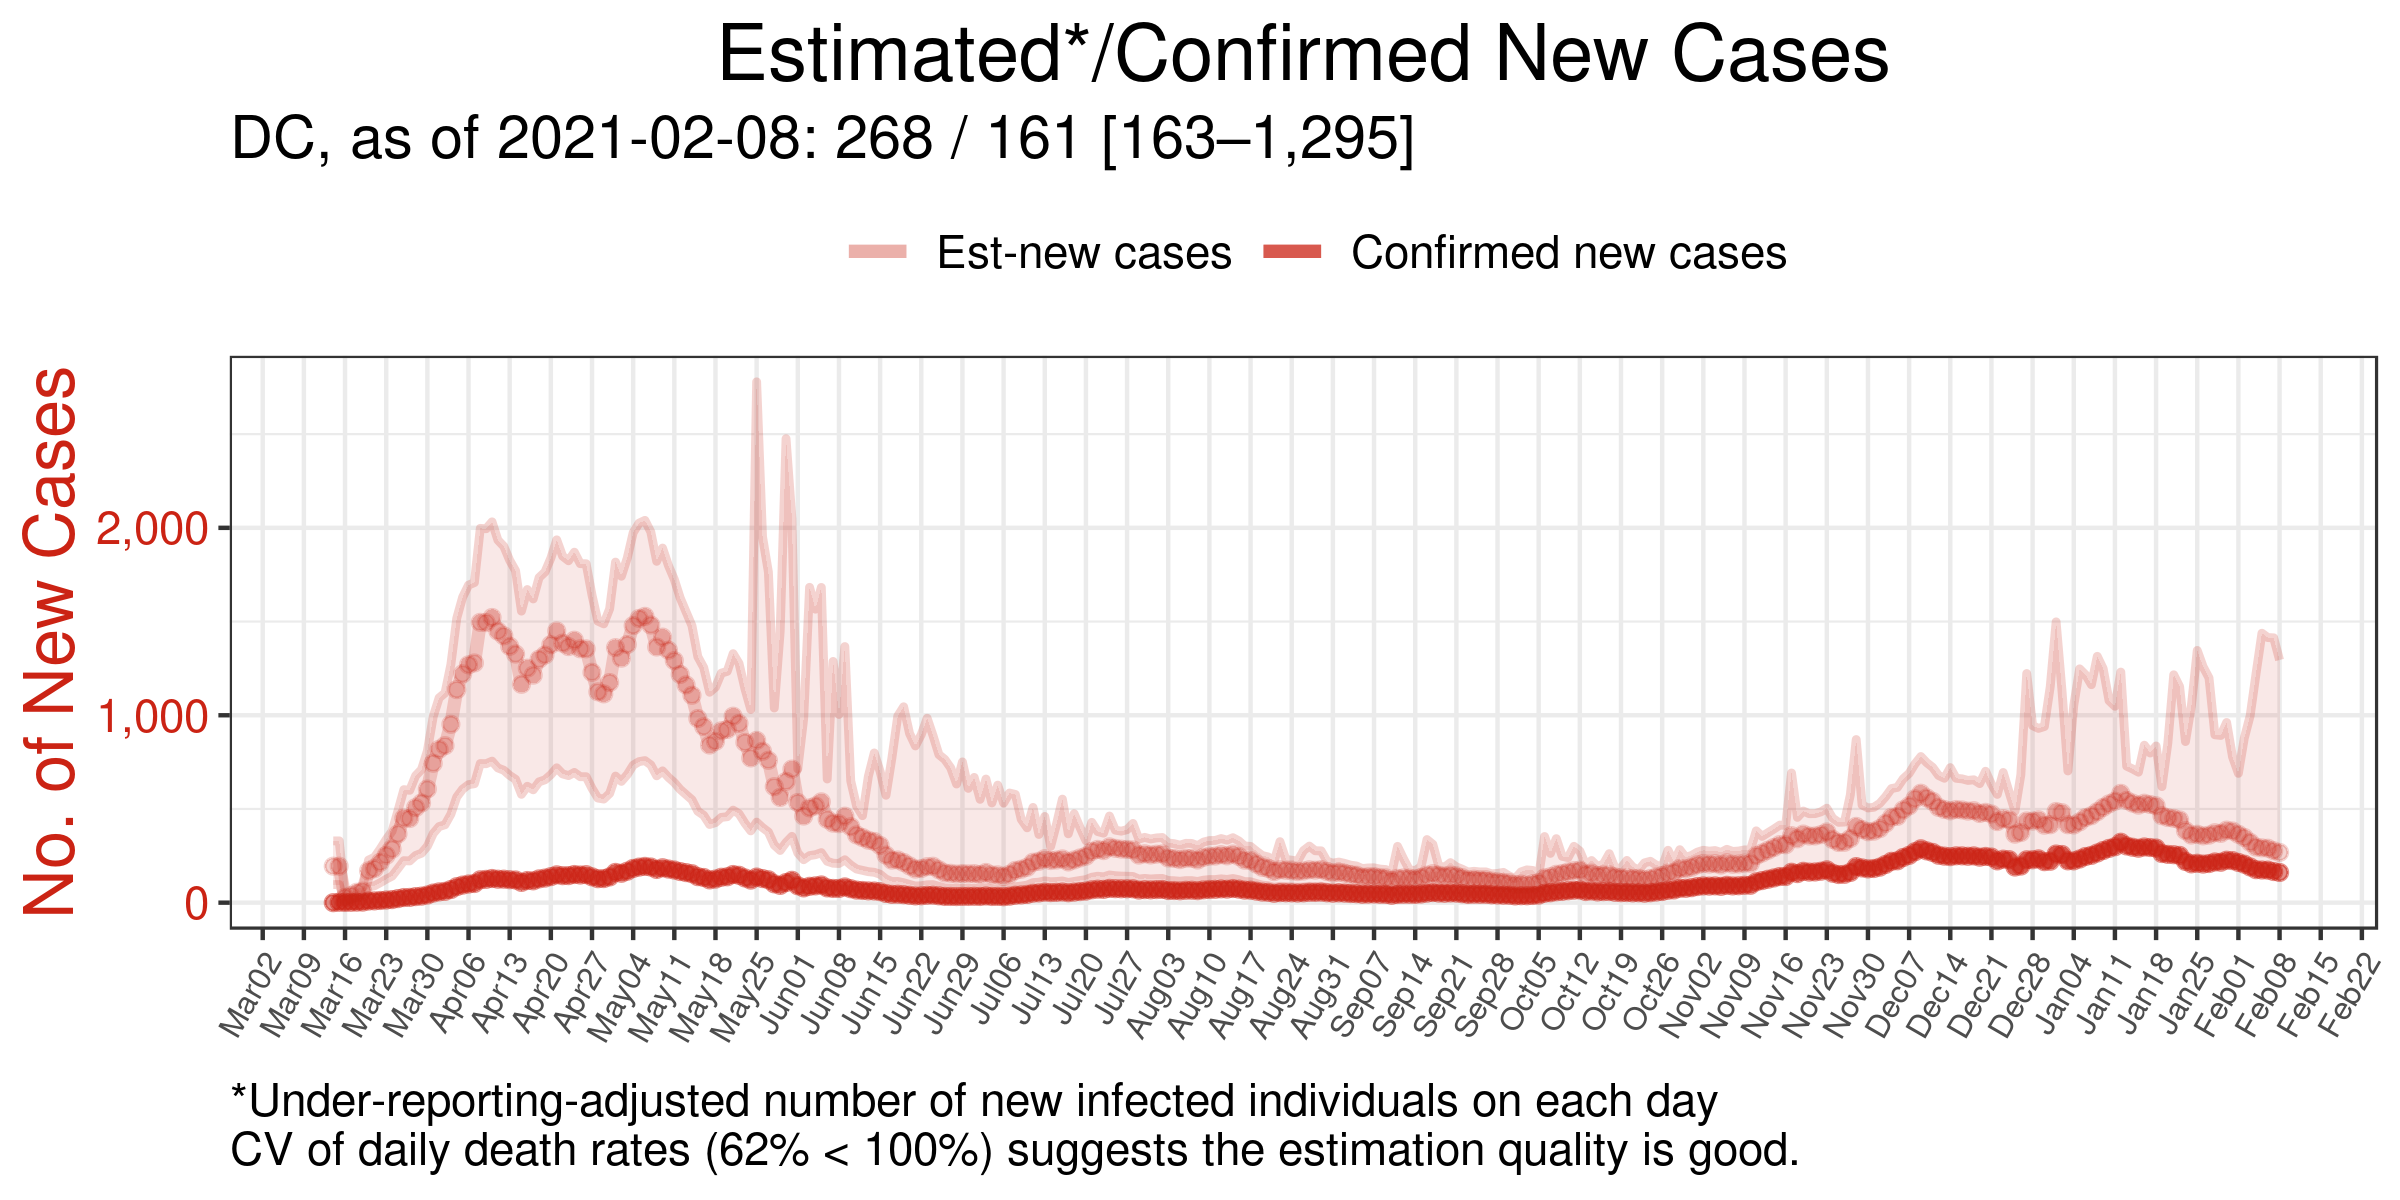 Estimated*/Confirmed New Cases
DC, as of 2021-02-08: 268 / 161 [163–1,295]
Est-new cases Confirmed new cases
No. of New Cases
2,000
1,000
0
Mar02 Mar09 Mar16 Mar23 Mar30 Apr06 Apr13 Apr20 Apr27 May04 May11 May18 May25 Jun01 Jun08 Jun15 Jun22 Jun29 Jul06 Jul13 Jul20 Jul27 Aug03 Aug10 Aug17 Aug24 Aug31 Sep07 Sep14 Sep21 Sep28 Oct05 Oct12 Oct19 Oct26 Nov02 Nov09 Nov16 Nov23 Nov30 Dec07 Dec14 Dec21 Dec28 Jan04 Jan11 Jan18 Jan25 Feb01 Feb08 Feb15 Feb22
*Under-reporting-adjusted number of new infected individuals on each day
CV of daily death rates (62% < 100%) suggests the estimation quality is good.